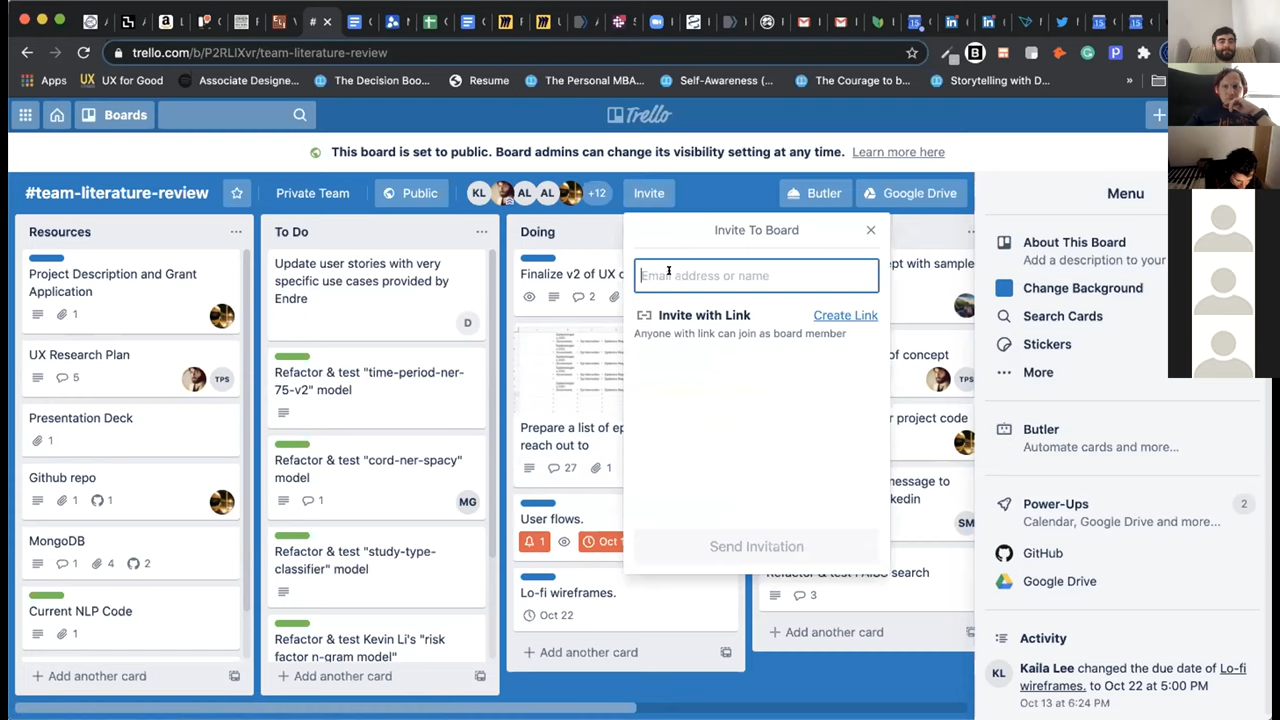 trello.com/b/P2RLIXvr/team-literature-review
Apps
UX for Good
Associate Designe...
The Decision Boo...
Resume
The Personal MBA...
Self-Awareness (...
The Courage to b...
Storytelling with D...
»
Boards
Trello
This board is set to public. Board admins can change its visibility setting at any time. Learn more here
#team-literature-review
Private Team
Public
KL
AL
AL
+12
Invite
Butler
Google Drive
Resources
Project Description and Grant
Application
1
UX Research Plan
5
TPS
Presentation Deck
1
Github repo
1
1
MongoDB
1
4
2
Current NLP Code
1
+ Add another card
To Do
Update user stories with very
specific use cases provided by
Endre
D
Refactor & test "time-period-ner-
75-v2" model
Refactor & test "cord-ner-spacy"
model
1
MG
Refactor & test "study-type-
classifier" model
Refactor & test Kevin Li's "risk
factor n-gram model"
+ Add another card
Doing
Finalize v2 of UX
2
Prepare a list of ep
reach out to
27
1
User flows.
1
Oct 1
Lo-fi wireframes.
Oct 22
+ Add another card
Invite To Board
Email address or name
Invite with Link
Create Link
Anyone with link can join as board member
Send Invitation
ept with sample
of concept
TPS
r project code
essage to
kedin
SM
search
3
+ Add another card
Menu
About This Board
Add a description to your
Change Background
Search Cards
Stickers
More
Butler
Automate cards and more...
Power-Ups
2
Calendar, Google Drive and more...
GitHub
Google Drive
Activity
KL
Kaila Lee changed the due date of Lo-
fi wireframes. to Oct 22 at 5:00 PM
Oct 13 at 6:24 PM